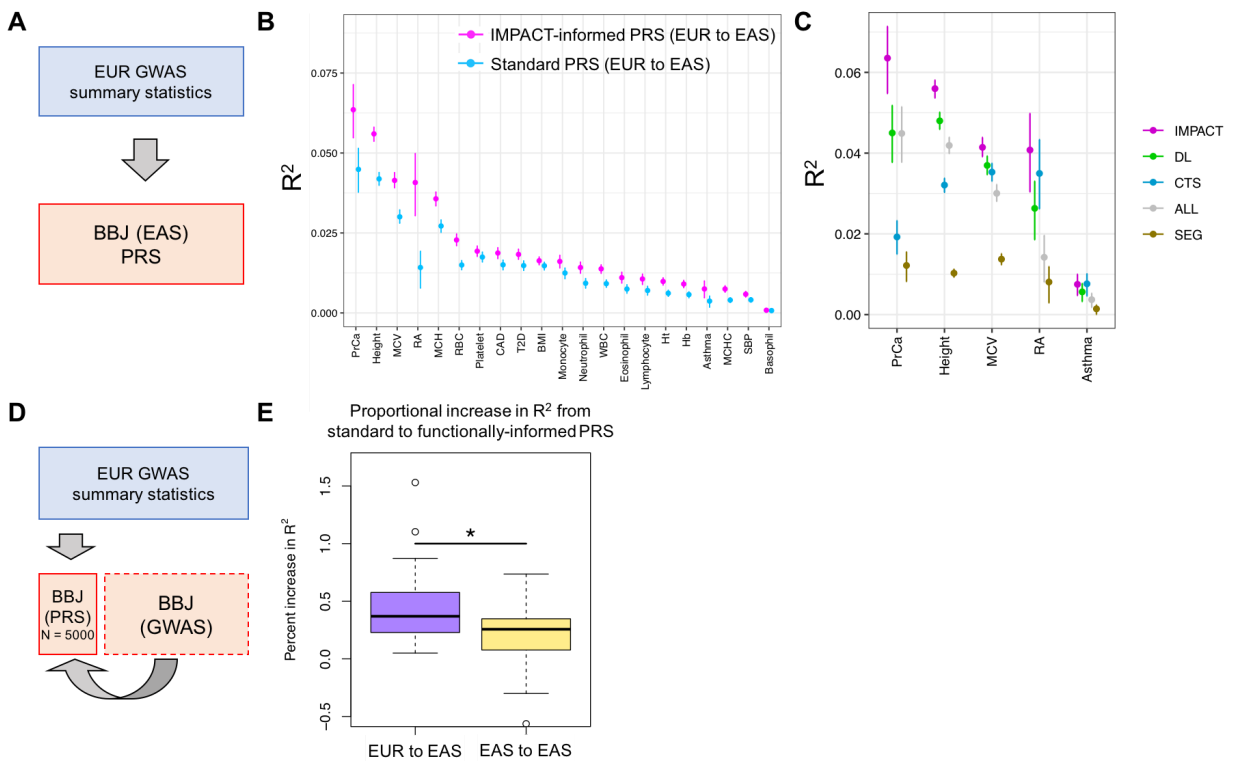 A
EUR GWAS
summary statistics
BBJ (EAS)
PRS
B
IMPACT-informed PRS (EUR to EAS)
Standard PRS (EUR to EAS)
R2
0.075
0.050
0.025
0.000
PrCa
Height
MCV
RA
MCH
RBC
Platelet
CAD
T2D
BMI
Monocyte
Neutrophil
WBC
Eosinophil
Lymphocyte
Ht
Hb
Asthma
MCHC
SBP
Basophil
C
R2
0.06
0.04
0.02
0.00
PrCa
Height
MCV
RA
Asthma
IMPACT
DL
CTS
ALL
SEG
D
EUR GWAS
summary statistics
BBJ
(PRS)
N = 5000
BBJ
(GWAS)
E
Proportional increase in R2 from
standard to functionally-informed PRS
Percent increase in R2
1.5
1.0
0.5
0.0
−0.5
*
EUR to EAS
EAS to EAS